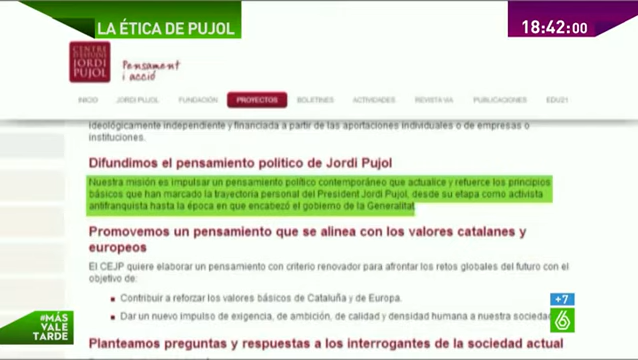 LA ÉTICA DE PUJOL
18:42:00
CENTRE
D'ESTUDIS
JORDI
PUJOL
Pensament
i acció
INICIO JORDI PUJOL FUNDACIÓN PROYECTOS BOLETINES ACTIVIDADES REVISTA VIA PUBLICACIONES EDU21
ideológicamente independiente y financiada a partir de las aportaciones individuales o de empresas o
instituciones.
Difundimos el pensamiento político de Jordi Pujol
Nuestra misión es impulsar un pensamiento político contemporáneo que actualice y refuerce los principios
básicos que han marcado la trayectoria personal del President Jordi Pujol, desde su etapa como activista
antifranquista hasta la época en que encabezó el gobierno de la Generalitat
Promovemos un pensamiento que se alinea con los valores catalanes y
europeos
El CEJP quiere elaborar un pensamiento con criterio renovador para afrontar los retos globales del futuro con el
objetivo de:
Contribuir a reforzar los valores básicos de Cataluña y de Europa.
Dar un nuevo impulso de exigencia, de ambición, de calidad y densidad humana a nuestra sociedad
Planteamos preguntas y respuestas a los interrogantes de la sociedad actual
+7
6
#MÁS
VALE
TARDE